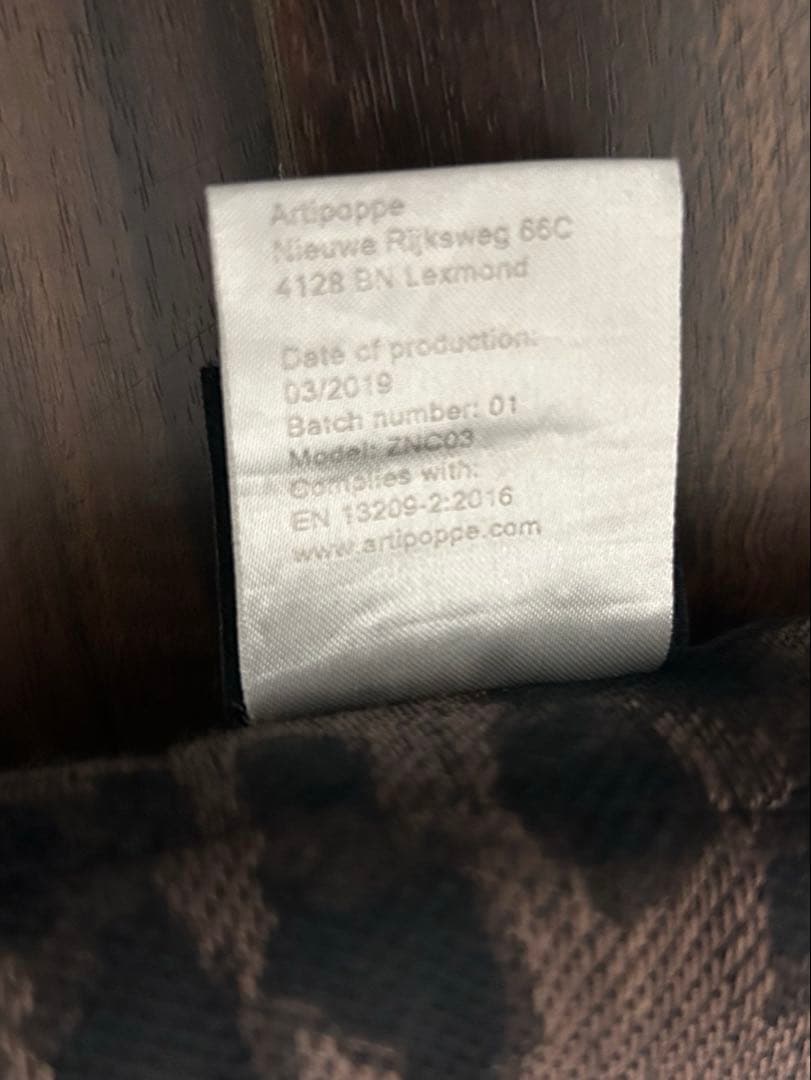 Artipoppe
Nieuwe Rijksweg 66C
4128 BN Lexmond
Date of production:
03/2019
Batch number: 01
Model: ZNC03
Complies with:
EN 13209-2:2016
www.artipoppe.com